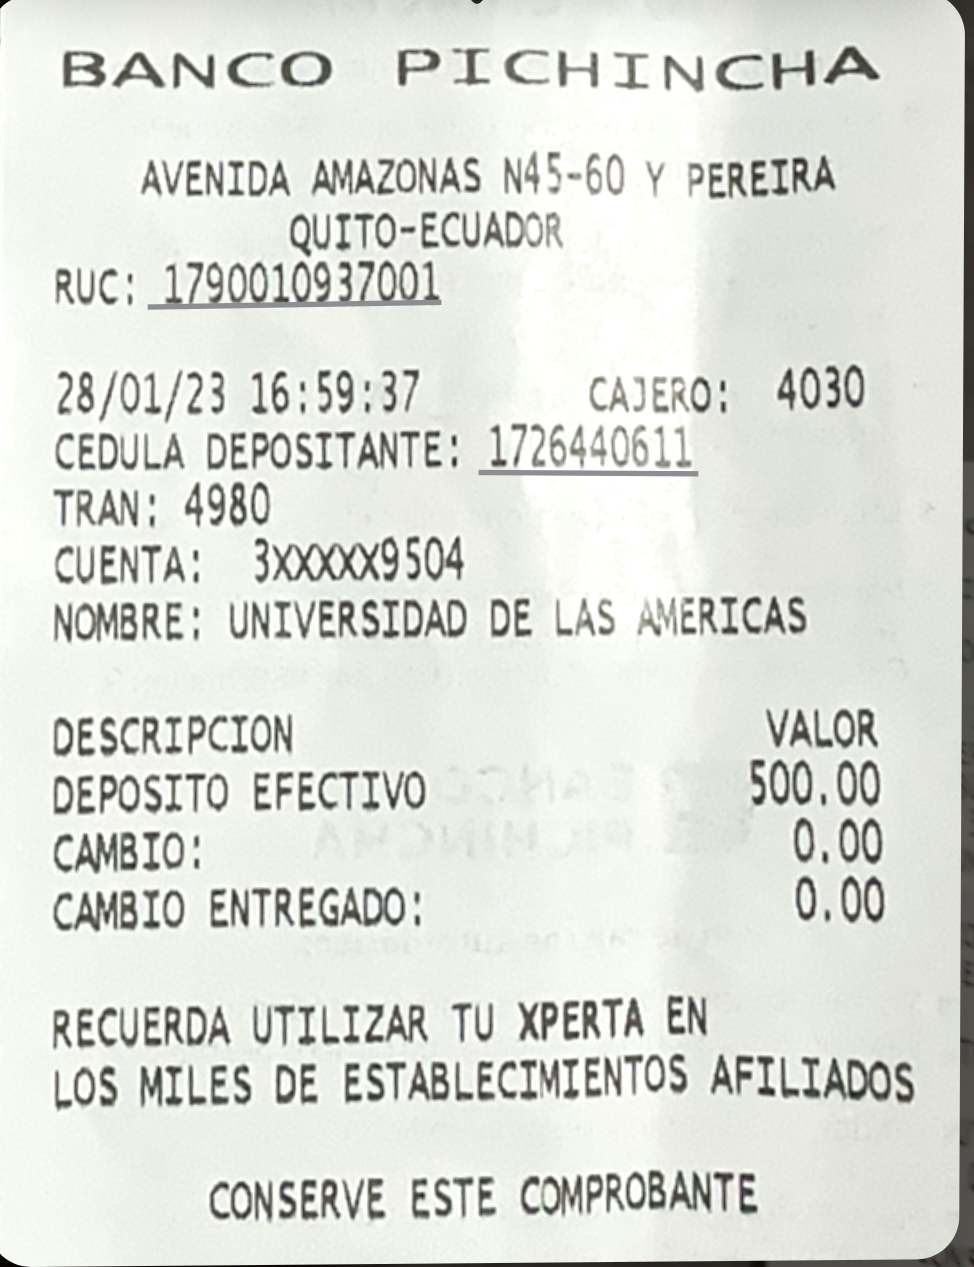 BANCO PICHINCHA
AVENIDA AMAZONAS N45-60 Y PEREIRA
QUITO-ECUADOR
RUC: 1790010937001
28/01/23 16:59:37 CAJERO: 4030
CEDULA DEPOSITANTE: 1726440611
TRAN: 4980
CUENTA: 3XXXXX9504
NOMBRE: UNIVERSIDAD DE LAS AMERICAS
DESCRIPCION VALOR
DEPOSITO EFECTIVO 500.00
CAMBIO: 0.00
CAMBIO ENTREGADO: 0.00
RECUERDA UTILIZAR TU XPERTA EN
LOS MILES DE ESTABLECIMIENTOS AFILIADOS
CONSERVE ESTE COMPROBANTE